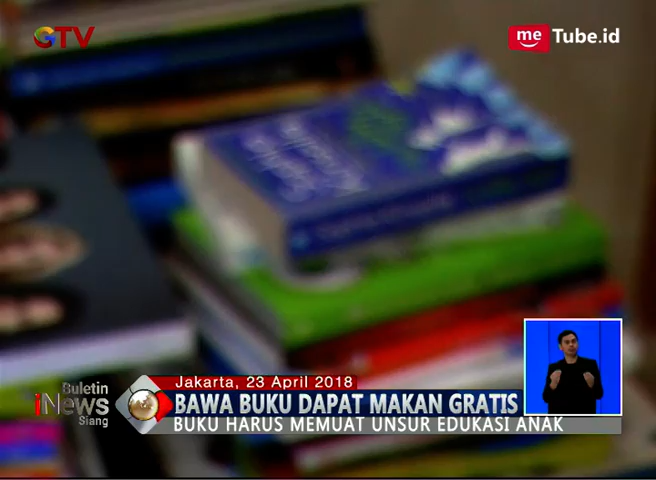 GTV
me Tube.id
Jakarta, 23 April 2018
Buletin
iNews
Siang
BAWA BUKU DAPAT MAKAN GRATIS
BUKU HARUS MEMUAT UNSUR EDUKASI ANAK